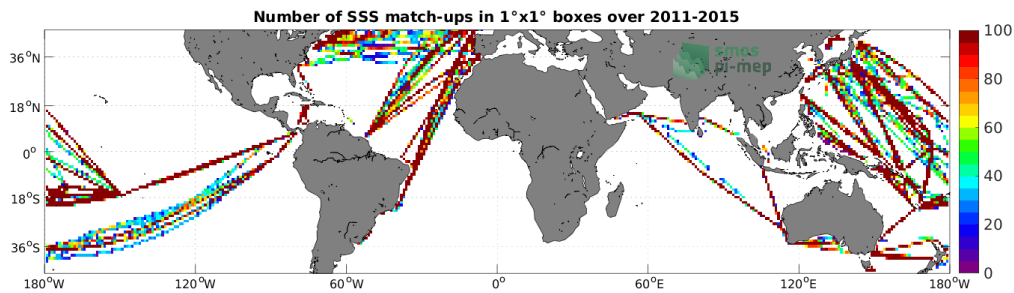 Number of SSS match-ups in 1°x1° boxes over 2011-2015
smos
pi-mep
36°N
18°N
0°
18°S
36°S
180°W
120°W
60°W
0°
60°E
120°E
180°E
100
80
60
40
20
0